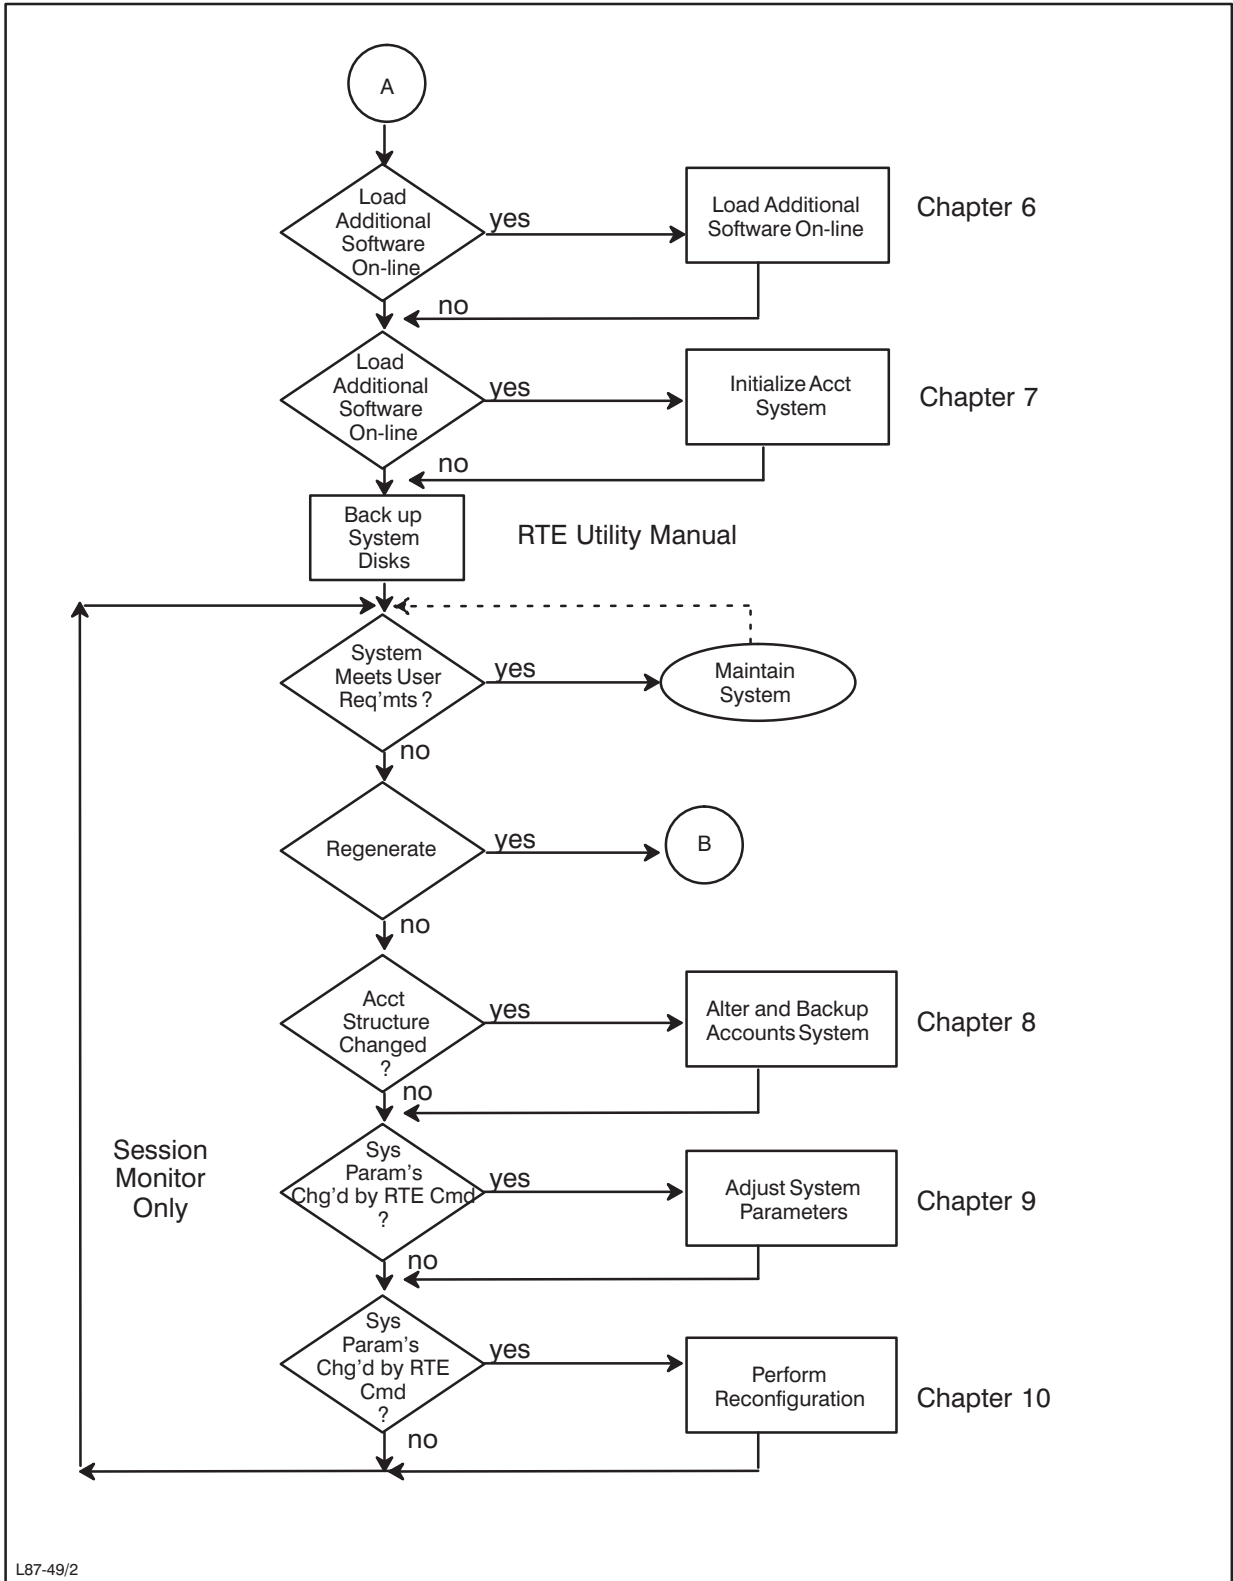 A
Load
Additional
Software
On-line
yes
Load Additional
Software On-line
Chapter 6
no
Load
Additional
Software
On-line
yes
Initialize Acct
System
Chapter 7
no
Back up
System
Disks
RTE Utility Manual
System
Meets User
Req'mts ?
yes
Maintain
System
no
Regenerate
yes
B
no
Acct
Structure
Changed
?
yes
Alter and Backup
Accounts System
Chapter 8
no
Session
Monitor
Only
Sys
Param's
Chg'd by RTE Cmd
?
yes
Adjust System
Parameters
Chapter 9
no
Sys
Param's
Chg'd by RTE
Cmd
?
yes
Perform
Reconfiguration
Chapter 10
no
L87-49/2